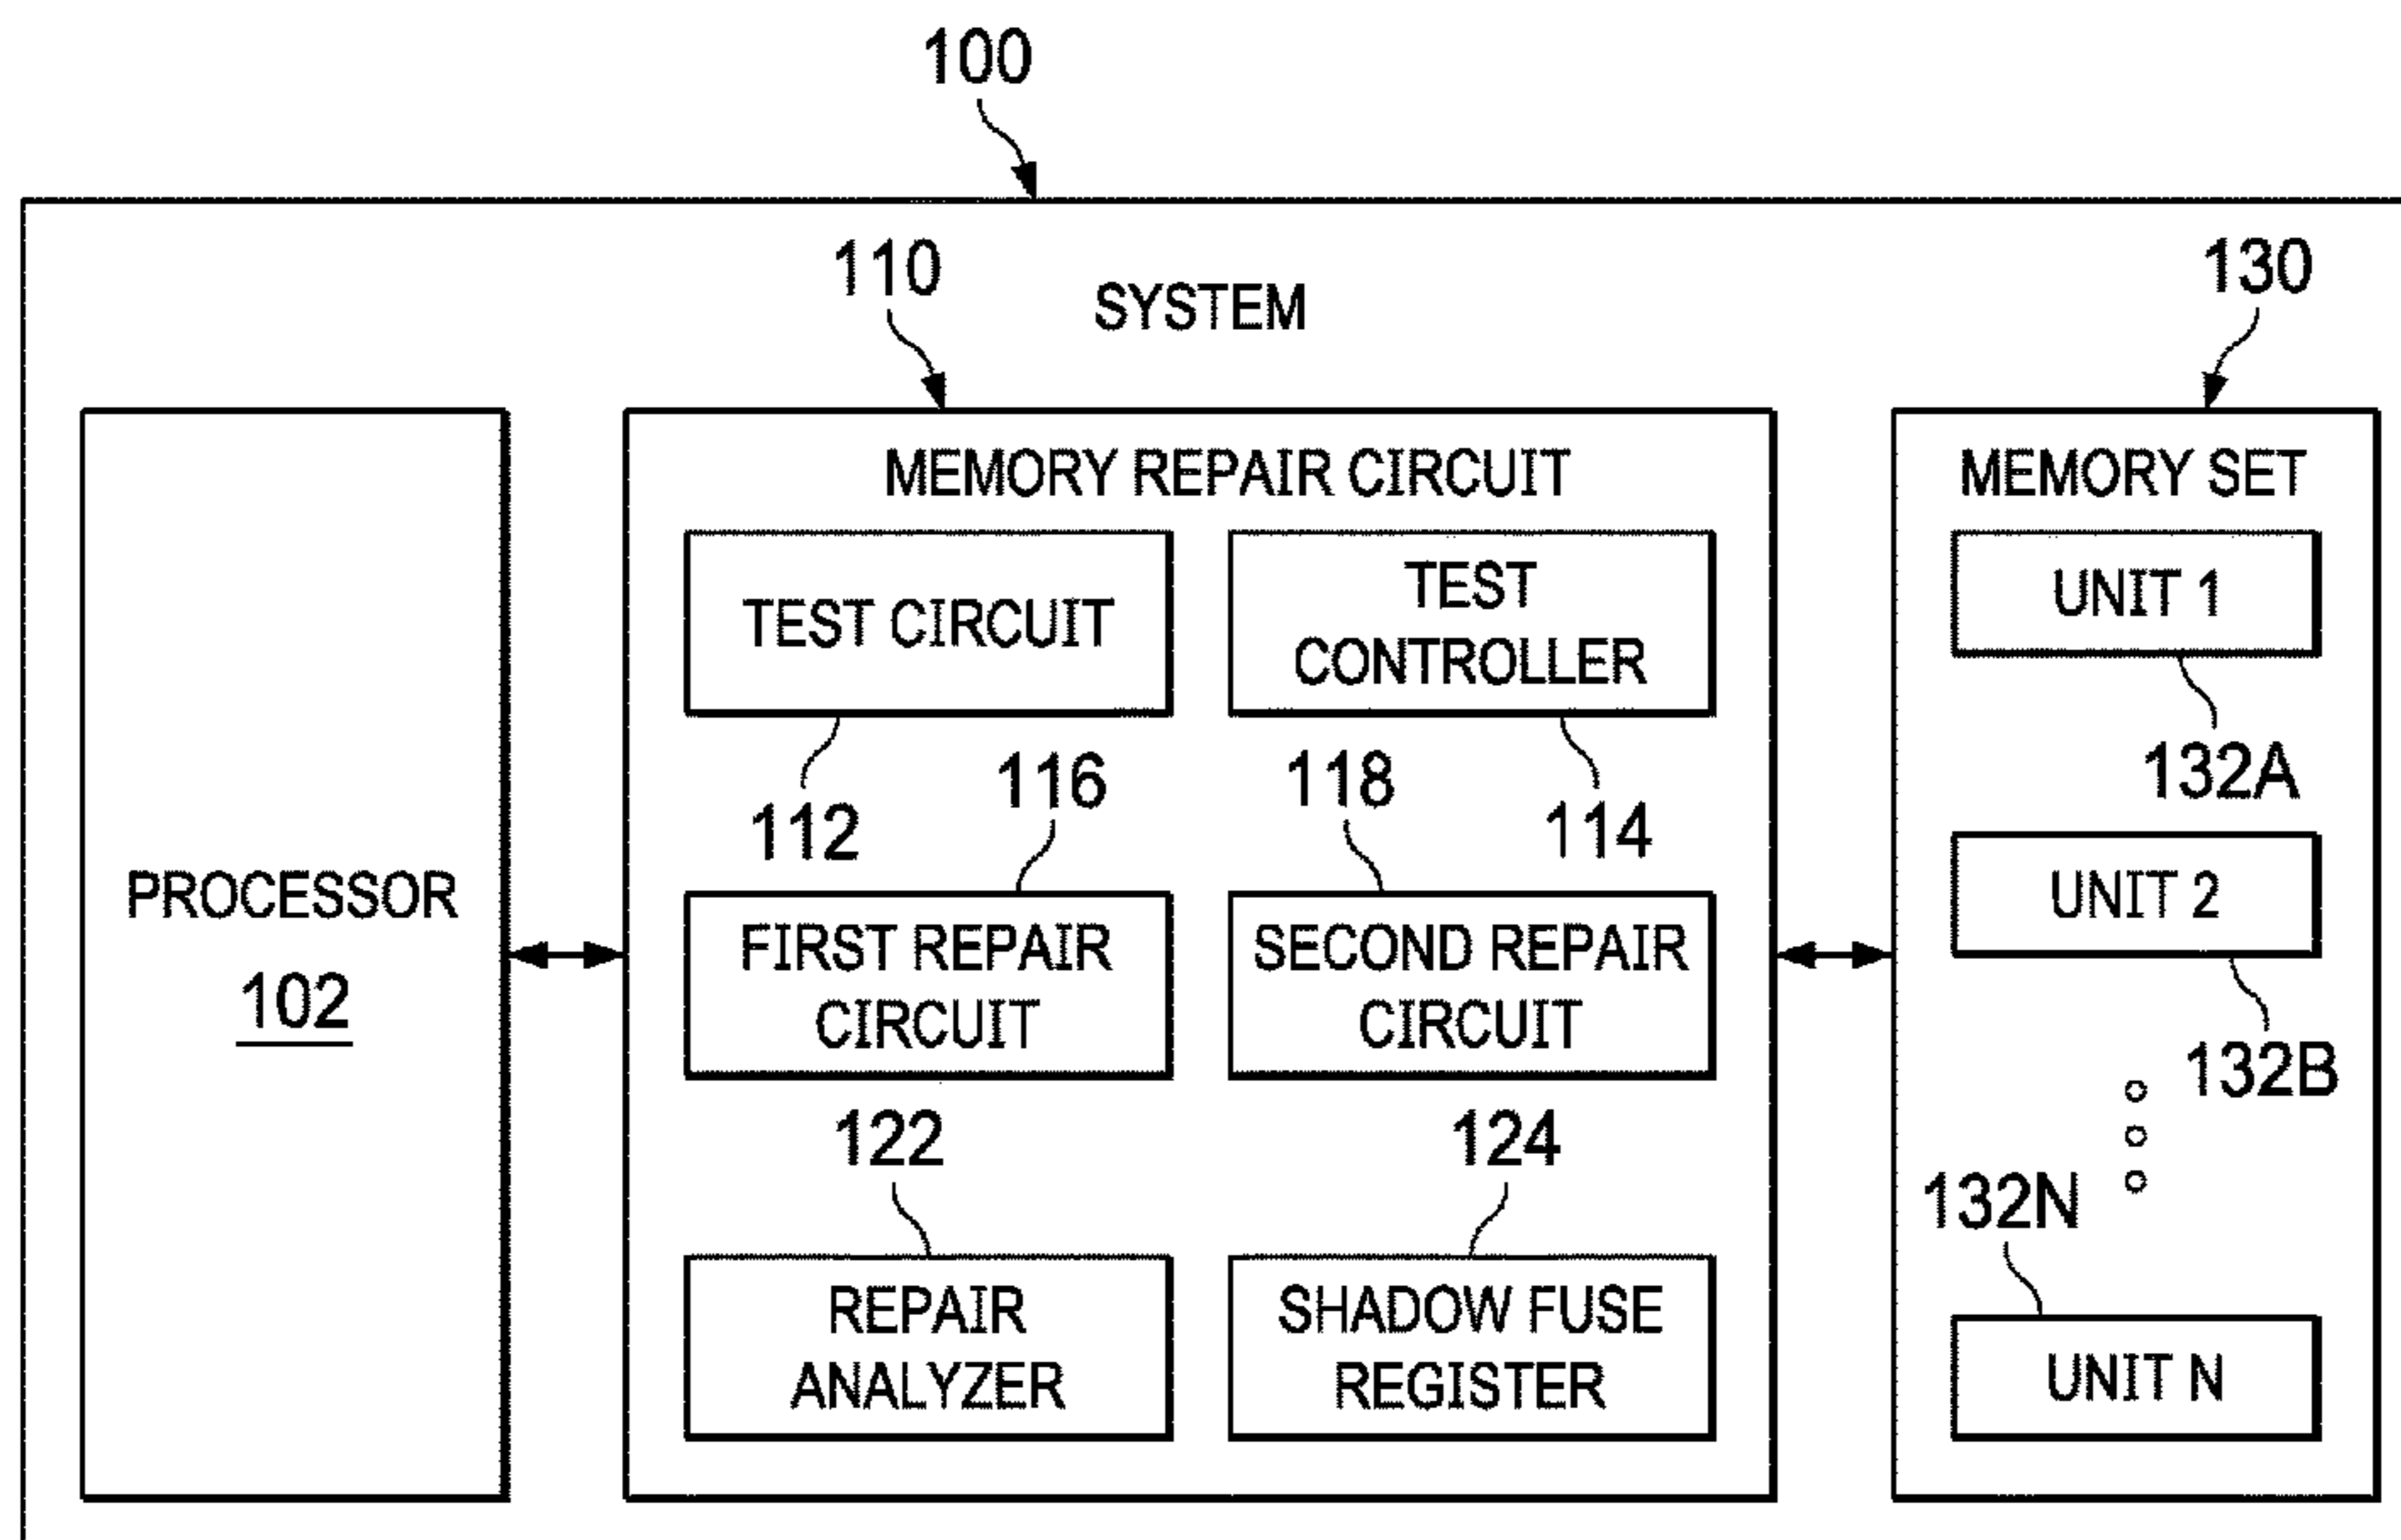 100
SYSTEM
110
130
PROCESSOR
102
MEMORY REPAIR CIRCUIT
TEST CIRCUIT
112
TEST
CONTROLLER
114
116
FIRST REPAIR
CIRCUIT
118
SECOND REPAIR
CIRCUIT
122
REPAIR
ANALYZER
124
SHADOW FUSE
REGISTER
MEMORY SET
UNIT 1
132A
UNIT 2
132B
132N
UNIT N